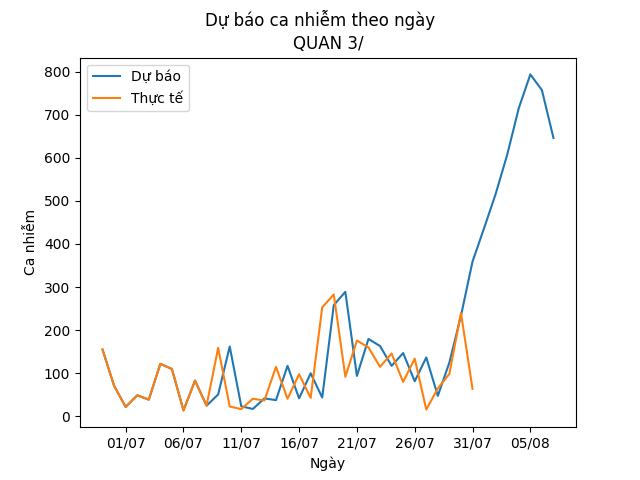 Dự báo ca nhiễm theo ngày
QUAN 3/
Dự báo
Thực tế
Ca nhiễm
800
700
600
500
400
300
200
100
0
01/07 06/07 11/07 16/07 21/07 26/07 31/07 05/08
Ngày